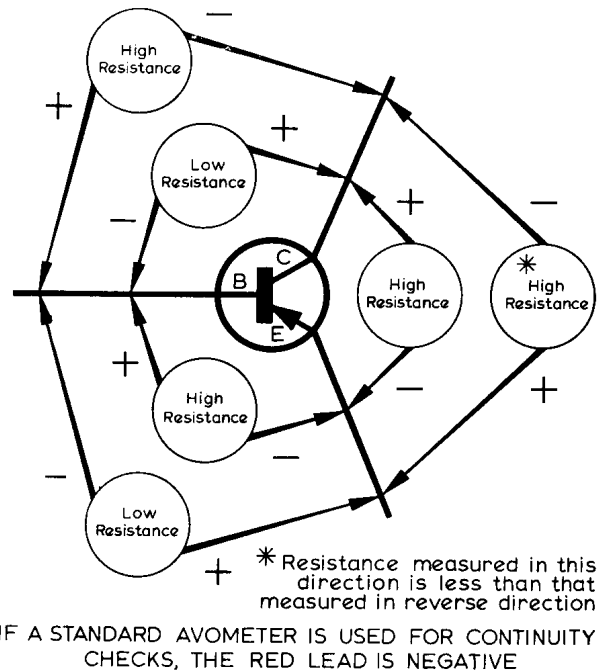 −
High
Resistance
+
+
Low
Resistance
−
+
−
C
B
*
High
Resistance
High
Resistance
E
+
−
+
High
Resistance
−
−
Low
Resistance
+
* Resistance measured in this
direction is less than that
measured in reverse direction
IF A STANDARD AVOMETER IS USED FOR CONTINUITY
CHECKS, THE RED LEAD IS NEGATIVE